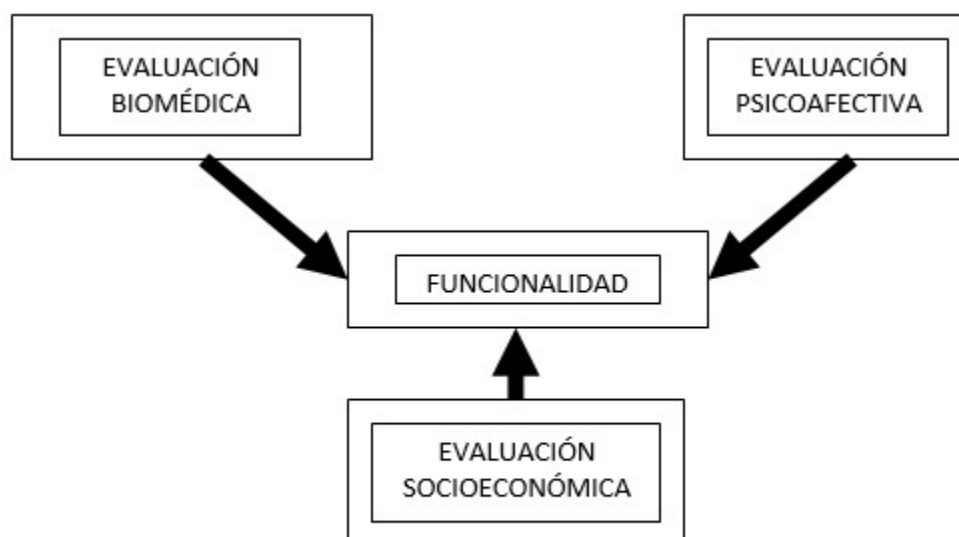 EVALUACIÓN
BIOMÉDICA
EVALUACIÓN
PSICOAFECTIVA
FUNCIONALIDAD
EVALUACIÓN
SOCIOECONÓMICA